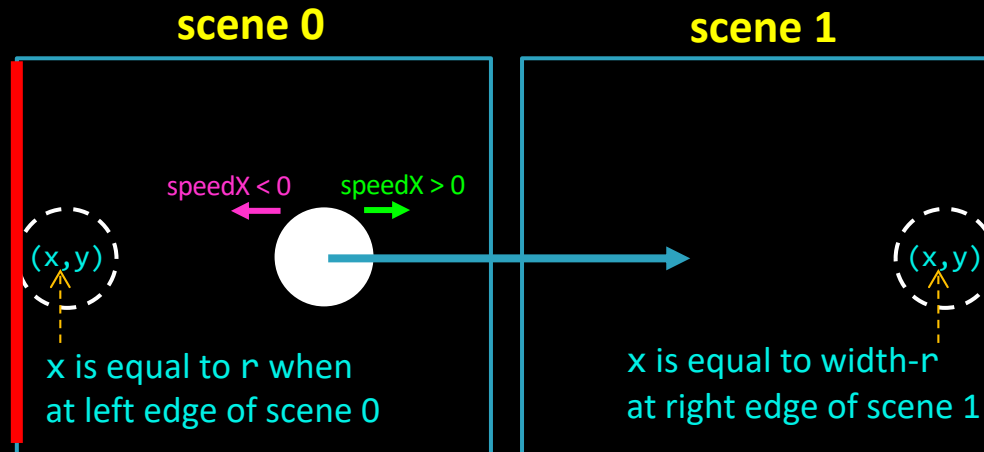 scene 0
scene 1
speedX < 0
speedX > 0
(x,y)
(x,y)
x is equal to r when
at left edge of scene 0
x is equal to width-r
at right edge of scene 1